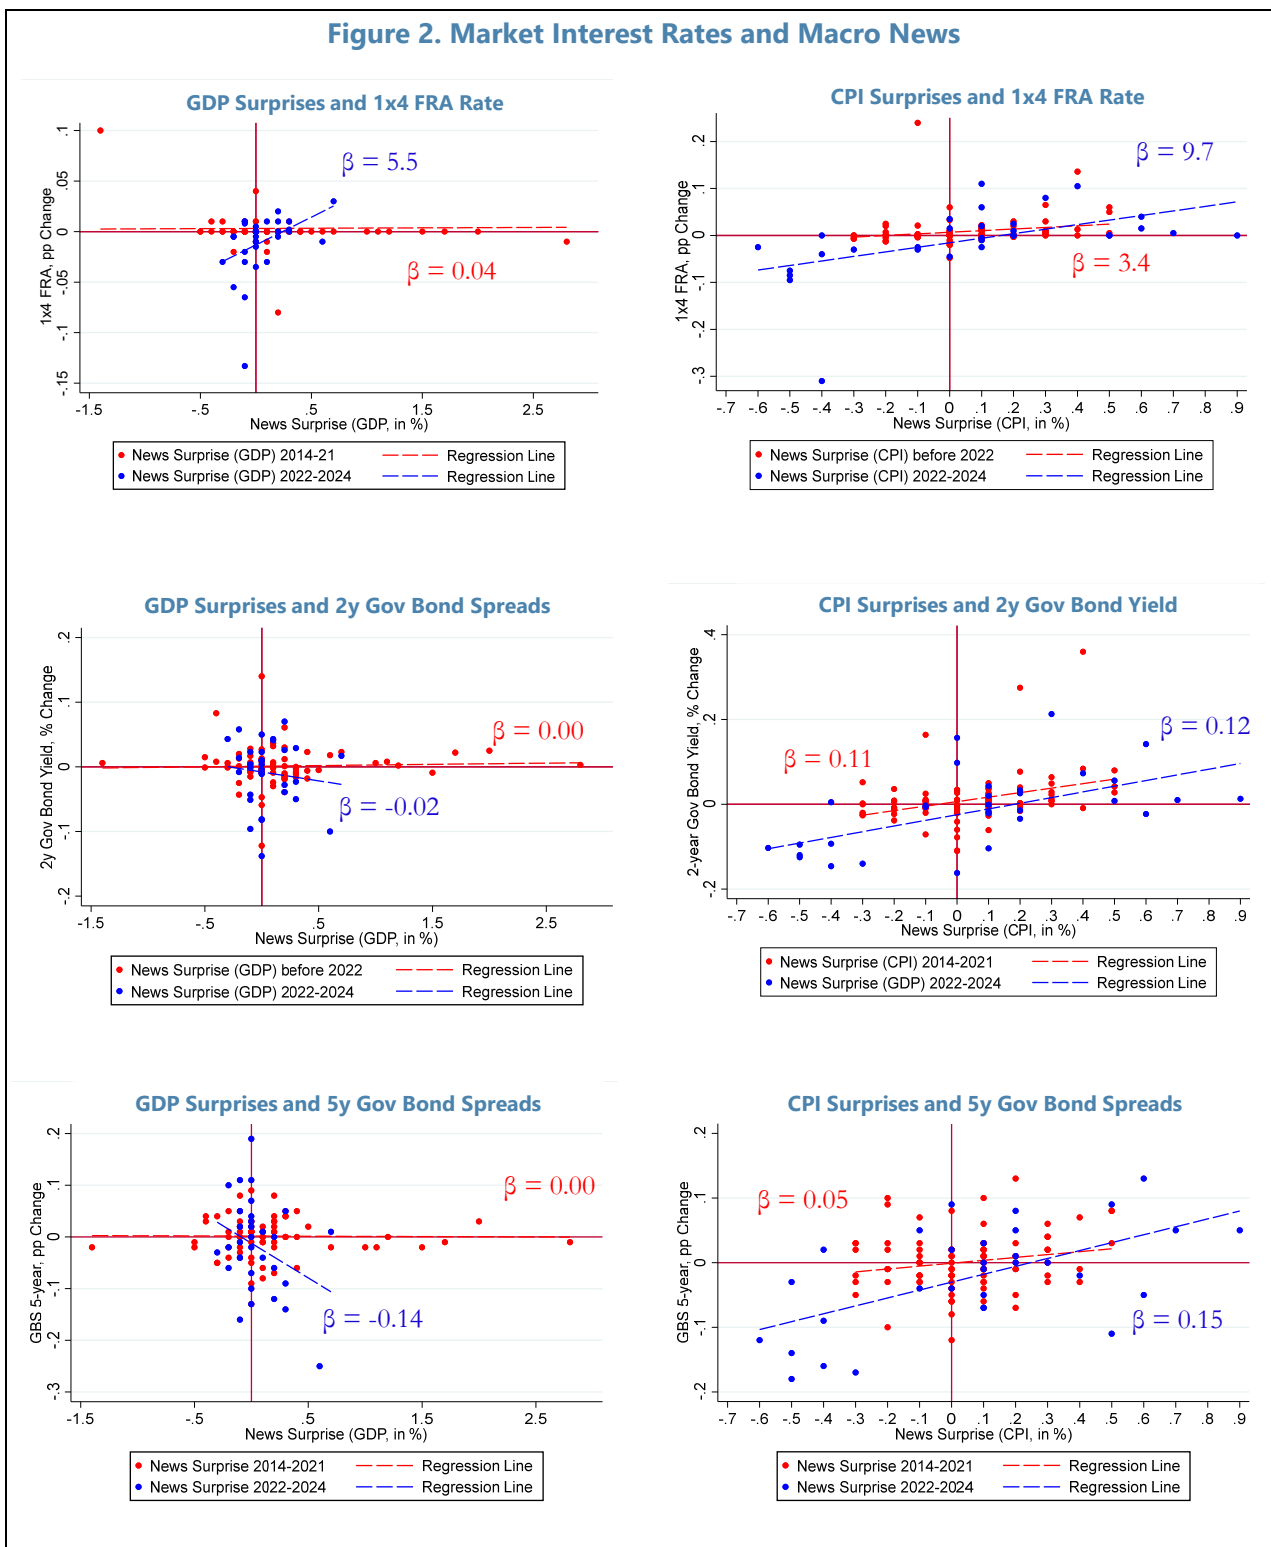 Figure 2. Market Interest Rates and Macro News
GDP Surprises and 1x4 FRA Rate
1x4 FRA, pp Change
.1
.05
0
-.05
-.1
-.15
β = 5.5
β = 0.04
-1.5 -.5 .5 1.5 2.5
News Surprise (GDP, in %)
News Surprise (GDP) 2014-21 Regression Line
News Surprise (GDP) 2022-2024 Regression Line
CPI Surprises and 1x4 FRA Rate
1x4 FRA, pp Change
.2
.1
0
-.1
-.2
-.3
β = 9.7
β = 3.4
-.7 -.6 -.5 -.4 -.3 -.2 -.1 0 .1 .2 .3 .4 .5 .6 .7 .8 .9
News Surprise (CPI, in %)
News Surprise (CPI) before 2022 Regression Line
News Surprise (CPI) 2022-2024 Regression Line
GDP Surprises and 2y Gov Bond Spreads
2y Gov Bond Yield, % Change
.2
.1
0
-.1
-.2
β = 0.00
β = -0.02
-1.5 -.5 .5 1.5 2.5
News Surprise (GDP, in %)
News Surprise (GDP) before 2022 Regression Line
News Surprise (GDP) 2022-2024 Regression Line
CPI Surprises and 2y Gov Bond Yield
2-year Gov Bond Yield, % Change
.4
.2
0
-.2
β = 0.12
β = 0.11
-.7 -.6 -.5 -.4 -.3 -.2 -.1 0 .1 .2 .3 .4 .5 .6 .7 .8 .9
News Surprise (CPI, in %)
News Surprise (CPI) 2014-2021 Regression Line
News Surprise (GDP) 2022-2024 Regression Line
GDP Surprises and 5y Gov Bond Spreads
GBS 5-year, pp Change
.2
.1
0
-.1
-.2
-.3
β = 0.00
β = -0.14
-1.5 -.5 .5 1.5 2.5
News Surprise (GDP, in %)
News Surprise 2014-2021 Regression Line
News Surprise 2022-2024 Regression Line
CPI Surprises and 5y Gov Bond Spreads
GBS 5-year, pp Change
.2
.1
0
-.1
-.2
β = 0.05
β = 0.15
-.7 -.6 -.5 -.4 -.3 -.2 -.1 0 .1 .2 .3 .4 .5 .6 .7 .8 .9
News Surprise (CPI, in %)
News Surprise 2014-2021 Regression Line
News Surprise 2022-2024 Regression Line